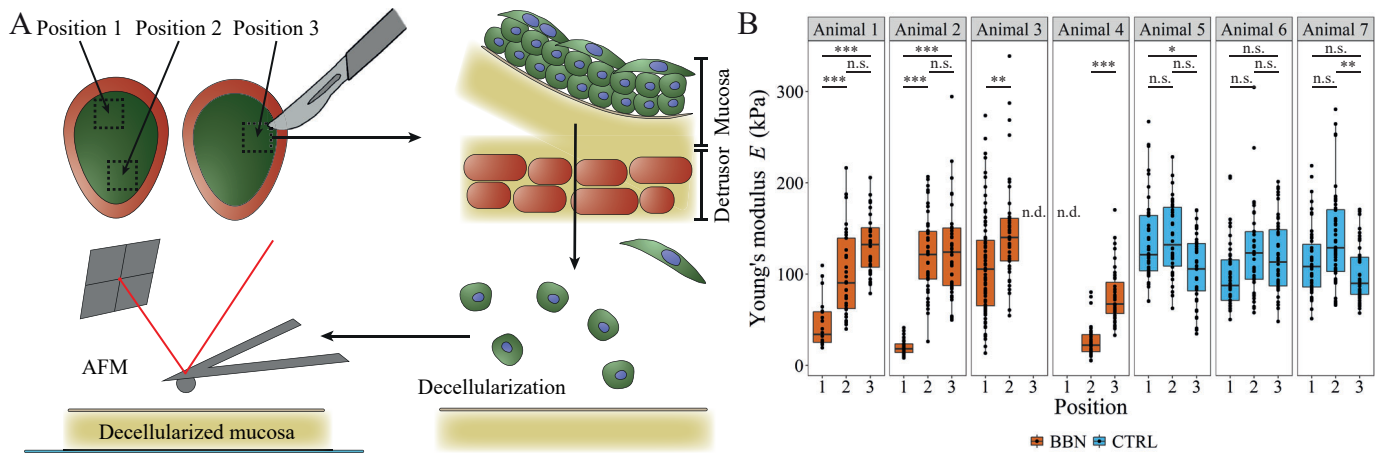 A
Position 1 Position 2 Position 3
Mucosa
Detrusor
AFM
Decellularization
Decellularized mucosa
B
Animal 1 Animal 2 Animal 3 Animal 4 Animal 5 Animal 6 Animal 7
*** *** * n.s. n.s.
n.s. n.s. *** n.s. n.s. **
*** *** ** n.s. n.s. n.s.
n.d. n.d.
Young's modulus E (kPa)
300
200
100
0
1 2 3 1 2 3 1 2 3 1 2 3 1 2 3 1 2 3 1 2 3
Position
BBN CTRL